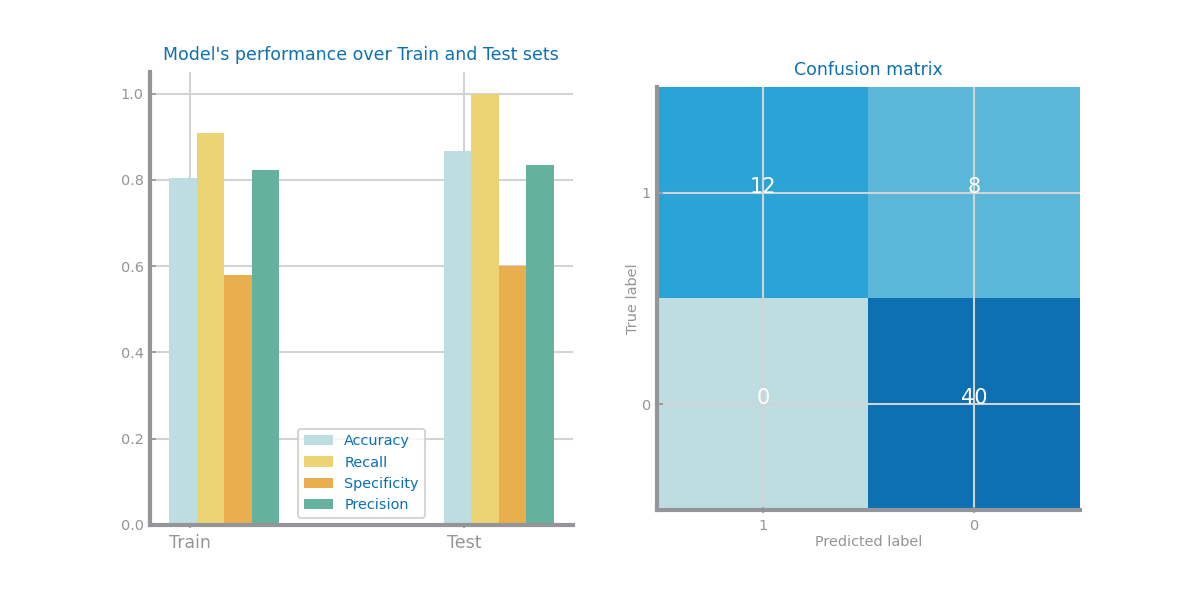 Model's performance over Train and Test sets
1.0
0.8
0.6
0.4
0.2
0.0
Accuracy
Recall
Specificity
Precision
Train
Test
Confusion matrix
True label
1
0
12
8
0
40
1
0
Predicted label